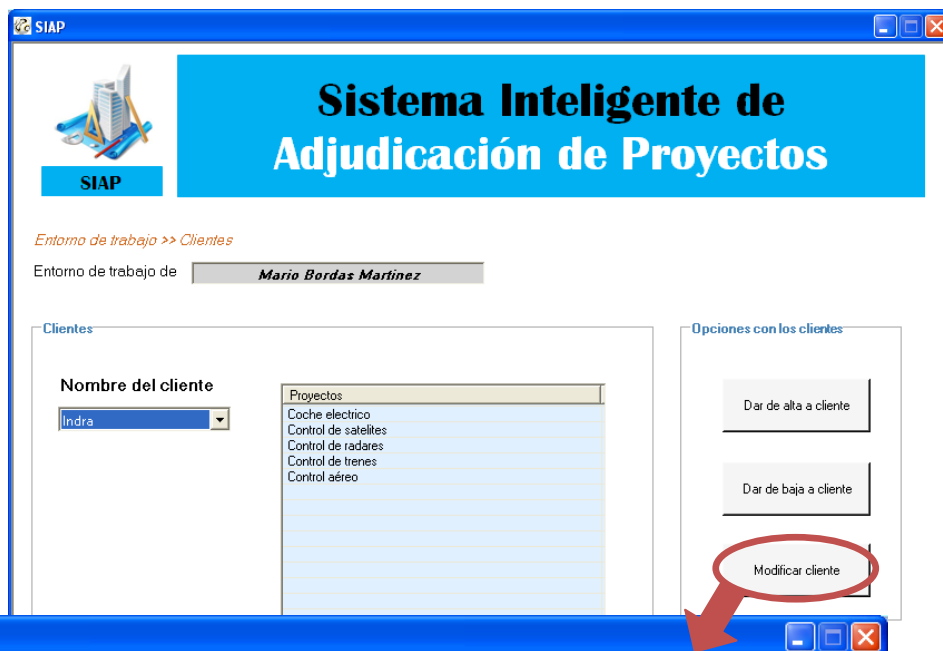 SIAP
Sistema Inteligente de
Adjudicación de Proyectos
SIAP
Entorno de trabajo >> Clientes
Entorno de trabajo de
Mario Bordas Martinez
Clientes
Opciones con los clientes
Nombre del cliente
Indra
Proyectos
Coche electrico
Control de satelites
Control de radares
Control de trenes
Control aéreo
Dar de alta a cliente
Dar de baja a cliente
Modificar cliente